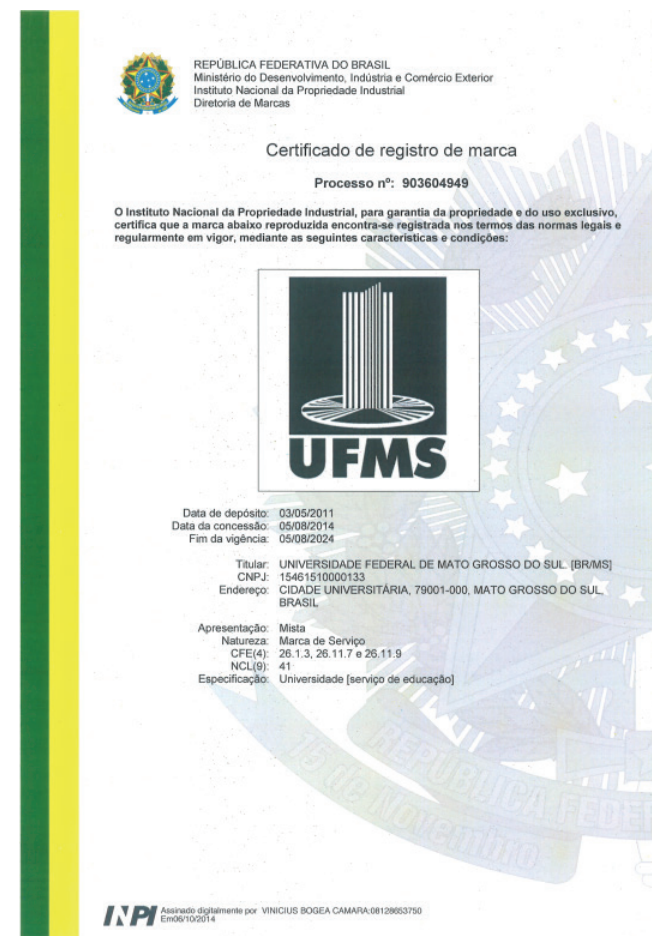 REPÚBLICA FEDERATIVA DO BRASIL
Ministério do Desenvolvimento, Indústria e Comércio Exterior
Instituto Nacional da Propriedade Industrial
Diretoria de Marcas
Certificado de registro de marca
Processo nº: 903604949
O Instituto Nacional da Propriedade Industrial, para garantia da propriedade e do uso exclusivo,
certifica que a marca abaixo reproduzida encontra-se registrada nos termos das normas legais e
regularmente em vigor, mediante as seguintes características e condições:
UFMS
Data de depósito: 03/05/2011
Data da concessão: 05/08/2014
Fim da vigência: 05/08/2024
Titular: UNIVERSIDADE FEDERAL DE MATO GROSSO DO SUL. [BR/MS]
CNPJ: 15461510000133
Endereço: CIDADE UNIVERSITÁRIA, 79001-000, MATO GROSSO DO SUL,
BRASIL
Apresentação: Mista
Natureza: Marca de Serviço
CFE(4): 26.1.3, 26.11.7 e 26.11.9
NCL(9): 41
Especificação: Universidade [serviço de educação]
REPÚBLICA FEDE
15 de Novembro
INPI Assinado digitalmente por VINICIUS BOGEA CAMARA:08128653750
Em06/10/2014